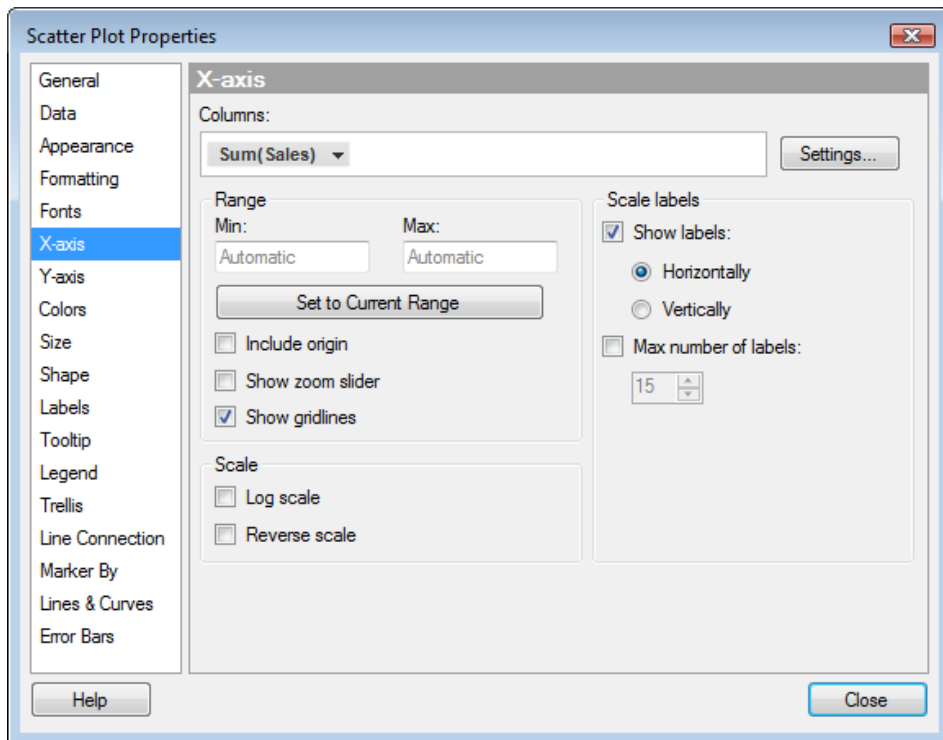 Scatter Plot Properties
General
Data
Appearance
Formatting
Fonts
X-axis
Y-axis
Colors
Size
Shape
Labels
Tooltip
Legend
Trellis
Line Connection
Marker By
Lines & Curves
Error Bars
X-axis
Columns:
Sum(Sales)
Settings...
Range
Min:
Max:
Automatic
Automatic
Set to Current Range
Include origin
Show zoom slider
Show gridlines
Scale
Log scale
Reverse scale
Scale labels
Show labels:
Horizontally
Vertically
Max number of labels:
15
Help
Close